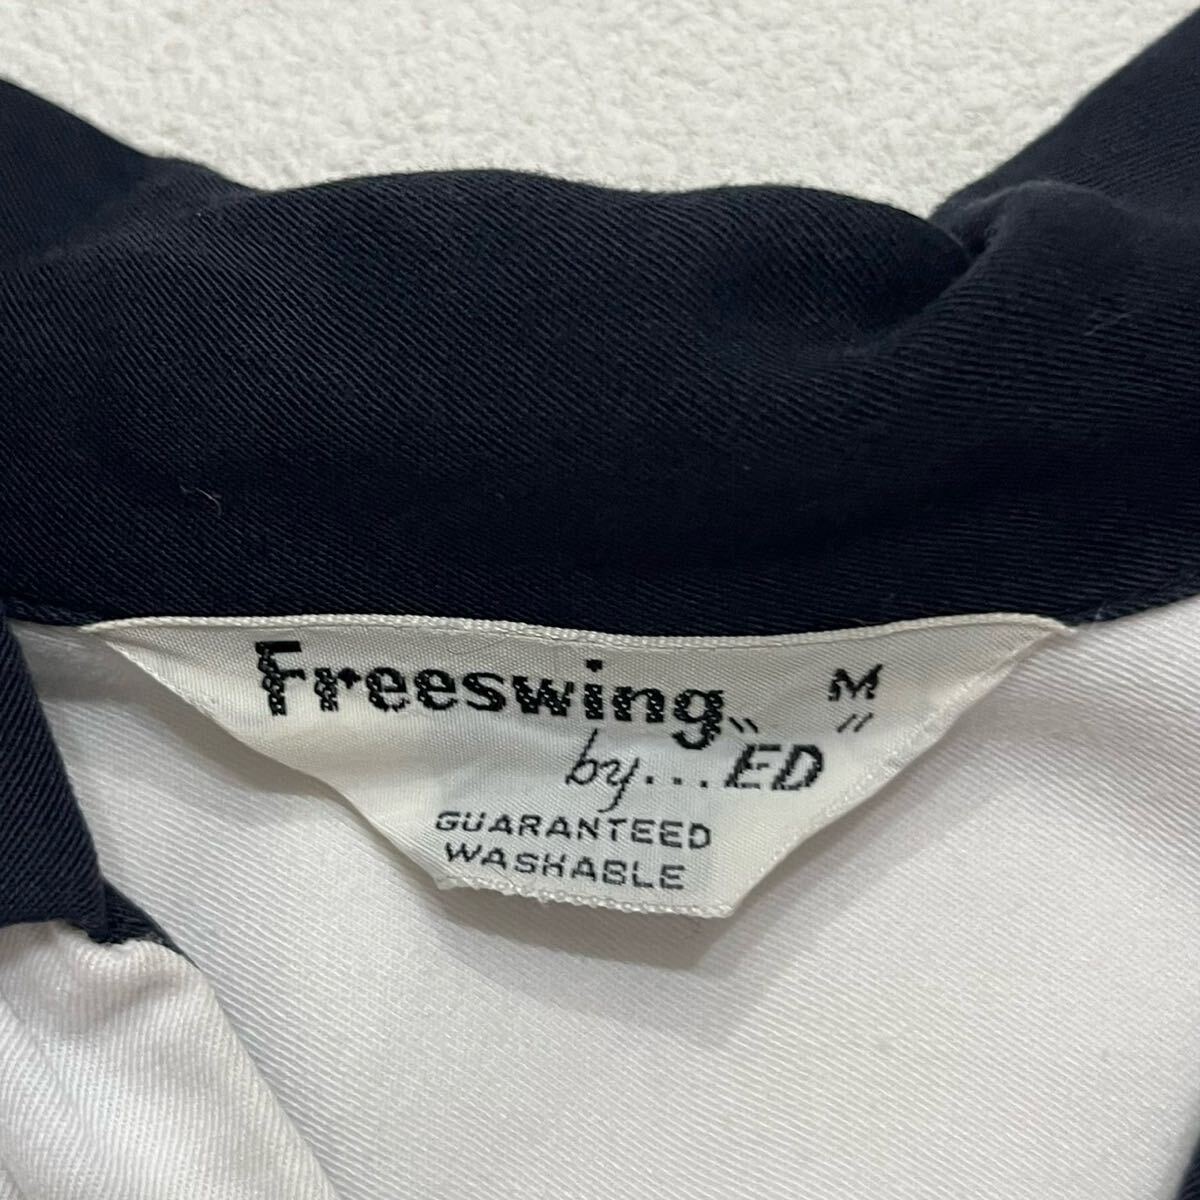 Freeswing M
by...ED
GUARANTEED
WASHABLE